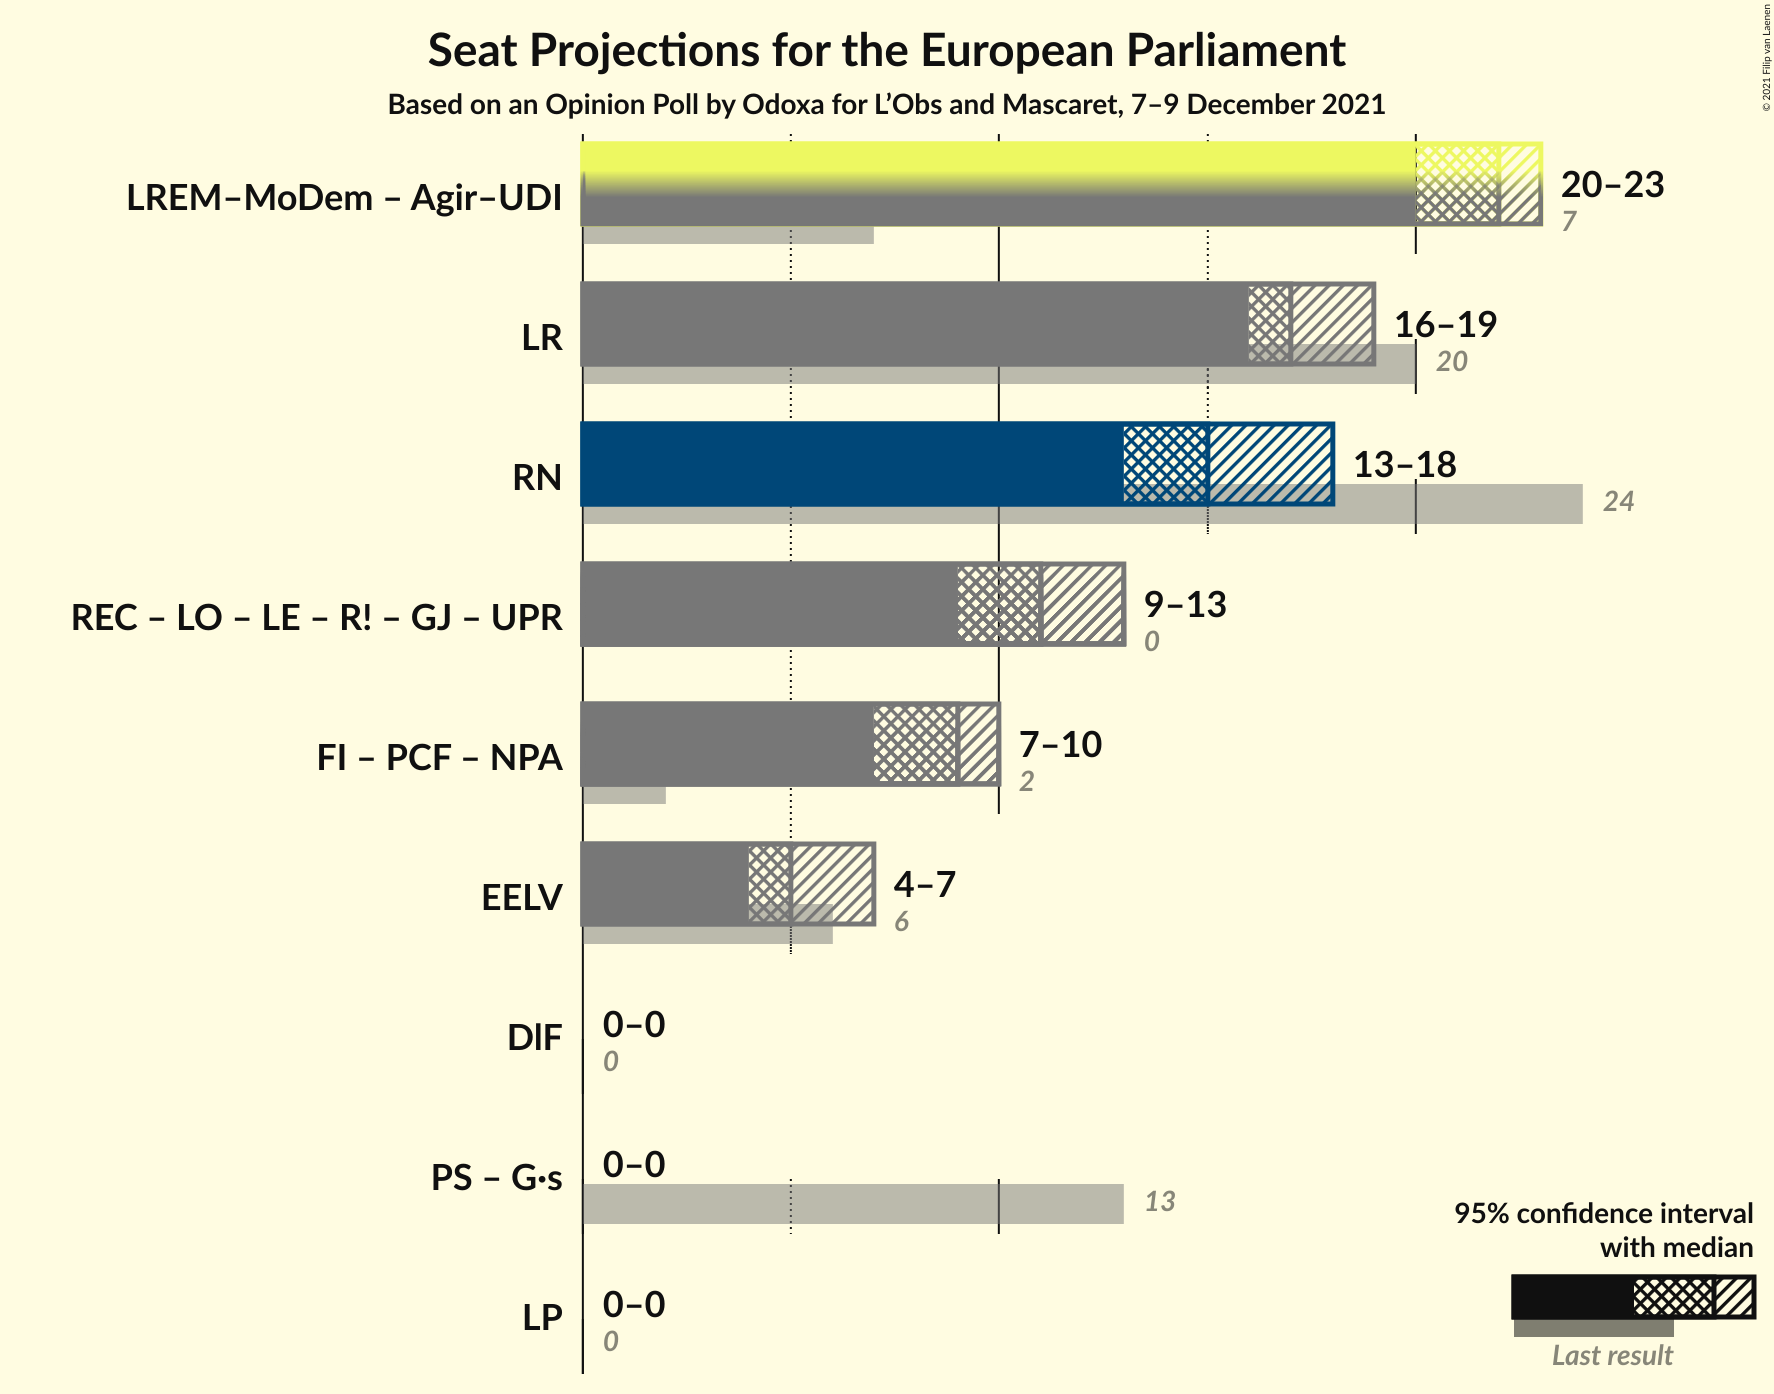 Seat Projections for the European Parliament
Based on an Opinion Poll by Odoxa for L’Obs and Mascaret, 7–9 December 2021
© 2021 Filip van Laenen
LREM–MoDem – Agir–UDI
20–23
7
LR
16–19
20
RN
13–18
24
REC – LO – LE – R! – GJ – UPR
9–13
0
FI – PCF – NPA
7–10
2
EELV
4–7
6
DIF
0–0
0
PS – G·s
0–0
13
LP
0–0
0
95% confidence interval
with median
Last result